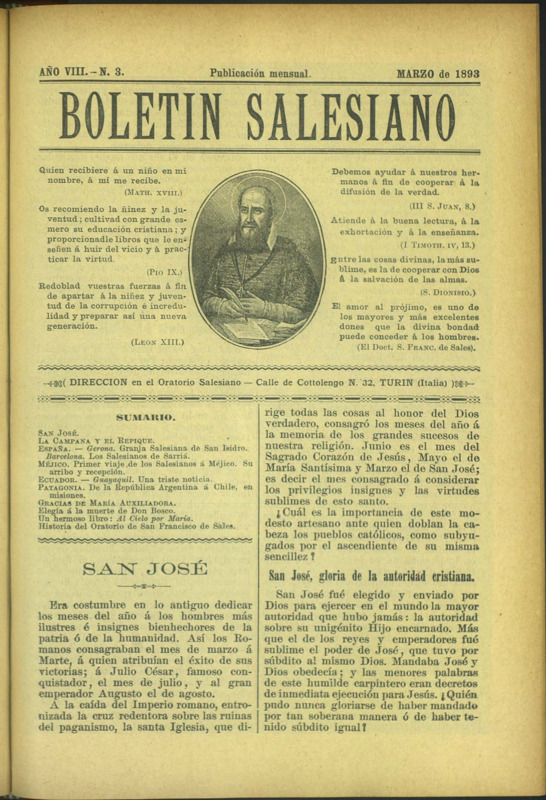 AÑO VIII. - N. 3.
Publicación mensual.
MARZO de 1893
BOLETIN SALESIANO
Quien recibiere á un niño en mi
nombre, á mí me recibe.
(MATH. XVIII.)
Os recomiendo la ñinez y la ju-
ventud; cultivad con grande es-
mero su educación cristiana; y
proporcionadle libros que le en-
señen á huir del vicio y á prac-
ticar la virtud.
(PIO IX.)
Redoblad vuestras fuerzas á fin
de apartar á la niñez y juven-
tud de la corrupción é incredu-
lidad y preparar así una nueva
generación.
(LEON XIII.)
Debemos ayudar á nuestros her-
manos á fin de cooperar á la
difusión de la verdad.
(III S. JUAN, 8.)
Atiende á la buena lectura, á la
exhortación y á la enseñanza.
(I TIMOTH. IV, 13.)
Entre las cosas divinas, la más su-
blime, es la de cooperar con Dios
á la salvación de las almas.
(S. DIONISIO.)
El amor al prójimo, es uno de
los mayores y más excelentes
dones que la divina bondad
puede conceder á los hombres.
(El Doct. S. FRANC. de Sales).
( DIRECCION en el Oratorio Salesiano — Calle de Cottolengo N. 32, TURIN (Italia) )
SUMARIO.
SAN JOSÉ.
LA CAMPANA Y EL REPIQUE.
ESPAÑA. — Gerona. Granja Salesiana de San Isidro.
Barcelona. Los Salesianos de Sarriá.
MÉJICO. Primer viaje de los Salesianos á Méjico. Su
arribo y recepción.
ECUADOR. — Guayaquil. Una triste noticia.
PATAGONIA. De la República Argentina á Chile, en
misiones.
GRACIAS DE MARÍA AUXILIADORA.
Elegía á la muerte de Don Bosco.
Un hermoso libro: Al Cielo por María.
Historia del Oratorio de San Francisco de Sales.
SAN JOSÉ
Era costumbre en lo antiguo dedicar
los meses del año á los hombres más
ilustres é insignes bienhechores de la
patria ó de la humanidad. Así los Ro-
manos consagraban el mes de marzo á
Marte, á quien atribuían el éxito de sus
victorias; á Julio César, famoso con-
quistador, el mes de julio, y al gran
emperador Augusto el de agosto.
Á la caída del Imperio romano, entro-
nizada la cruz redentora sobre las ruinas
del paganismo, la santa Iglesia, que di-
rige todas las cosas al honor del Dios
verdadero, consagró los meses del año á
la memoria de los grandes sucesos de
nuestra religión. Junio es el mes del
Sagrado Corazón de Jesús, Mayo el de
María Santísima y Marzo el de San José;
es decir el mes consagrado á considerar
los privilegios insignes y las virtudes
sublimes de esto santo.
¿Cuál es la importancia de este mo-
desto artesano ante quien doblan la ca-
beza los pueblos católicos, como subyu-
gados por el ascendiente de su misma
sencillez?
San José, gloria de la autoridad cristiana.
San José fué elegido y enviado por
Dios para ejercer en el mundo la mayor
autoridad que hubo jamás: la autoridad
sobre su unigénito Hijo encarnado. Más
que el de los reyes y emperadores fué
sublime el poder de José, que tuvo por
súbdito al mismo Dios. Mandaba José y
Dios obedecía; y las menores palabras
de este humilde carpintero eran decretos
de inmediata ejecución para Jesús. ¿Quién
pudo nunca gloriarse de haber mandado
por tan soberana manera ó de haber te-
nido súbdito igual?